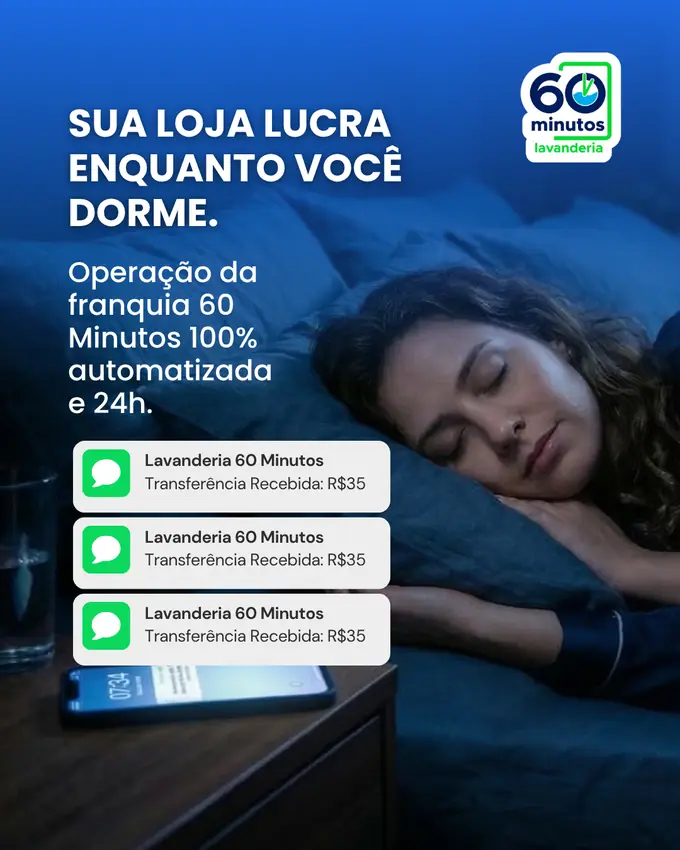 60
minutos
lavanderia
SUA LOJA LUCRA
ENQUANTO VOCÊ
DORME.
Operação da
franquia 60
Minutos 100%
automatizada
e 24h.
Lavanderia 60 Minutos
Transferência Recebida: R$35
Lavanderia 60 Minutos
Transferência Recebida: R$35
Lavanderia 60 Minutos
Transferência Recebida: R$35
07:34